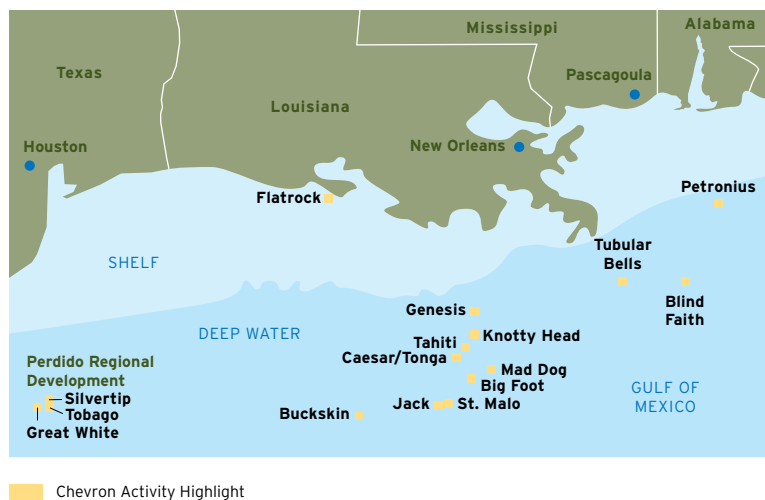 Mississippi
Alabama
Texas
Pascagoula
Louisiana
Houston
New Orleans
Petronius
Flatrock
Tubular
Bells
SHELF
Blind
Faith
Genesis
DEEP WATER
Knotty Head
Tahiti
Caesar/Tonga
Perdido Regional
Development
Mad Dog
Big Foot
GULF OF
MEXICO
Silvertip
Tobago
Great White
Buckskin
Jack
St. Malo
Chevron Activity Highlight